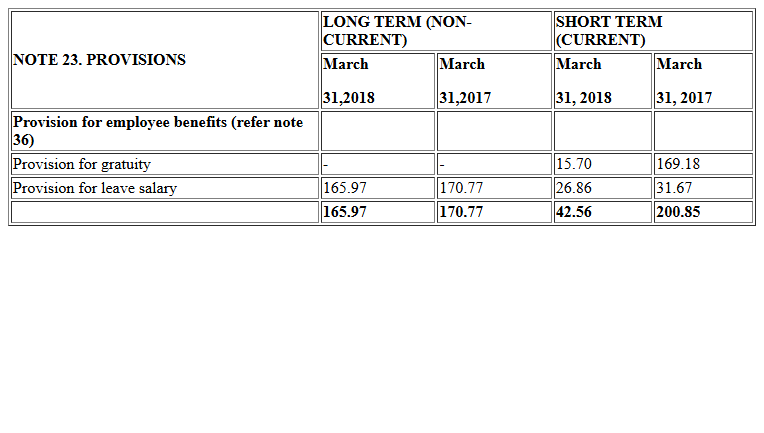 NOTE 23. PROVISIONS
LONG TERM (NON-
CURRENT)
SHORT TERM
(CURRENT)
March
31,2018
March
31,2017
March
31, 2018
March
31, 2017
Provision for employee benefits (refer note
36)
Provision for gratuity - - 15.70 169.18
Provision for leave salary 165.97 170.77 26.86 31.67
165.97 170.77 42.56 200.85